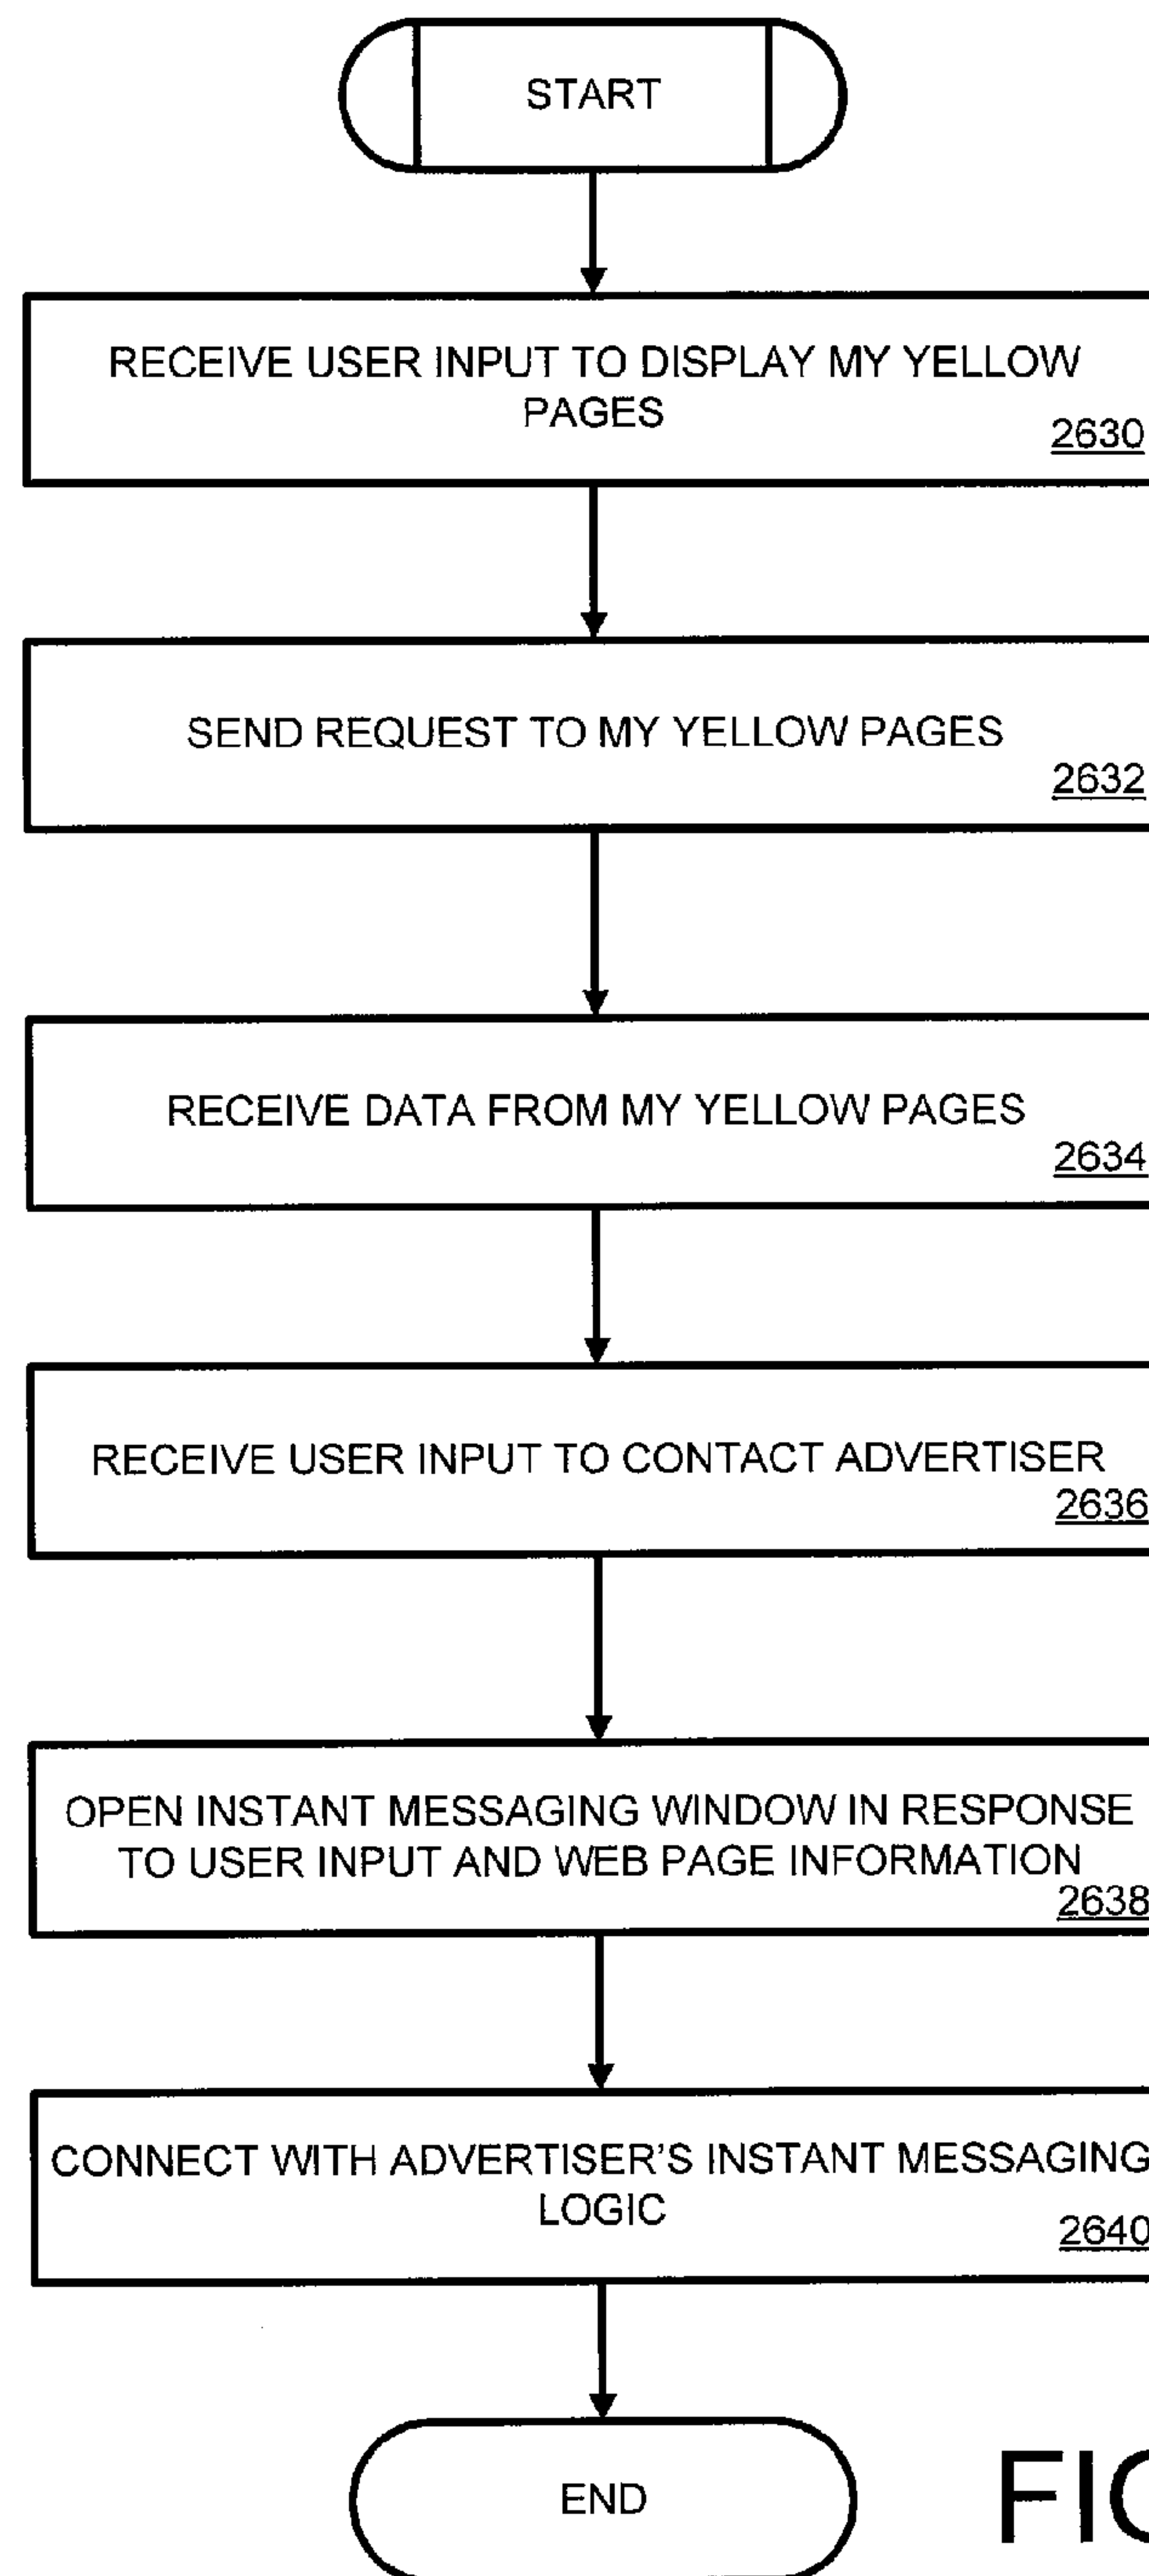 START
RECEIVE USER INPUT TO DISPLAY MY YELLOW
PAGES
2630
SEND REQUEST TO MY YELLOW PAGES
2632
RECEIVE DATA FROM MY YELLOW PAGES
2634
RECEIVE USER INPUT TO CONTACT ADVERTISER
2636
OPEN INSTANT MESSAGING WINDOW IN RESPONSE
TO USER INPUT AND WEB PAGE INFORMATION
2638
CONNECT WITH ADVERTISER'S INSTANT MESSAGING
LOGIC
2640
END